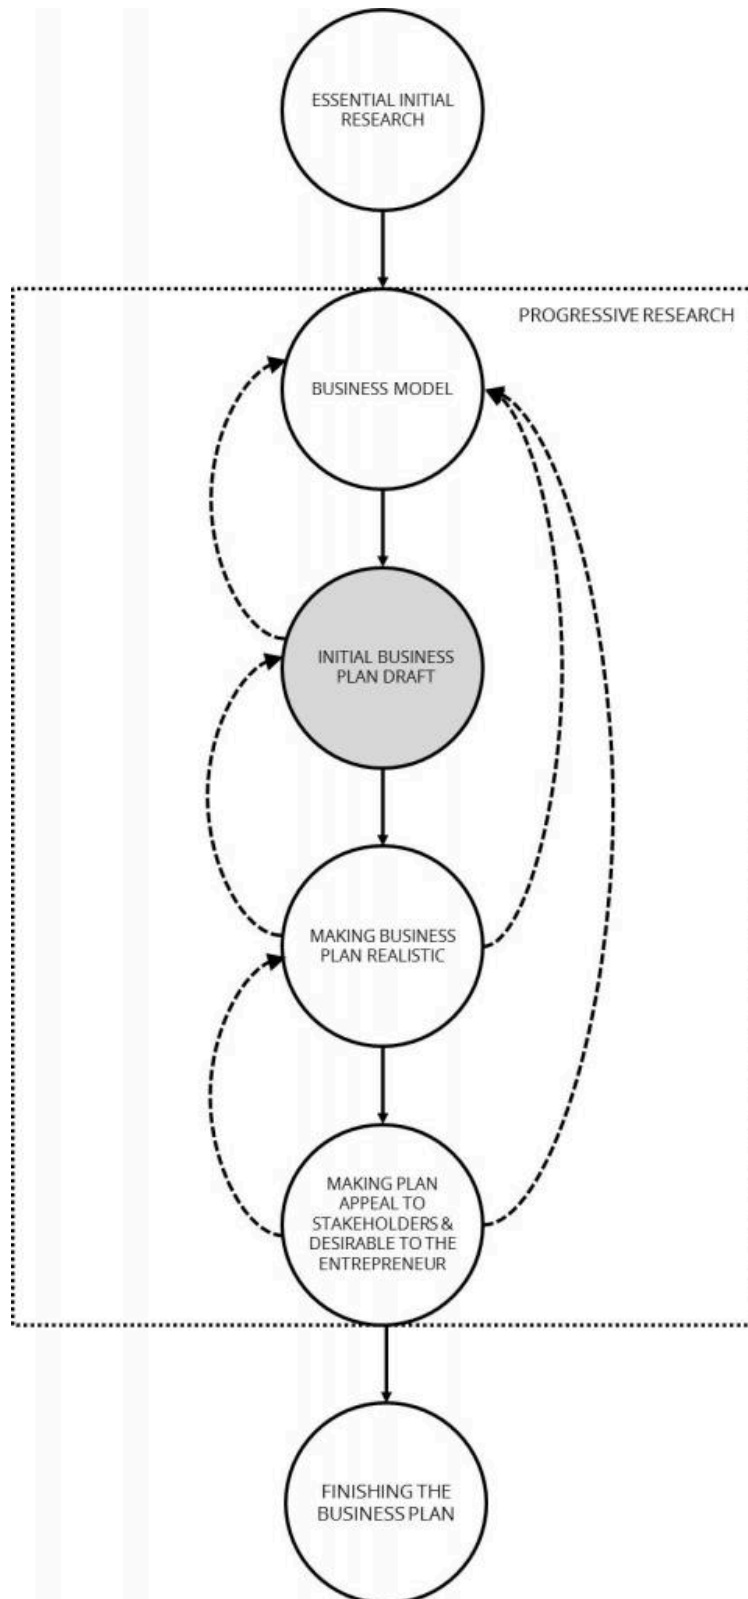 ESSENTIAL INITIAL
RESEARCH
PROGRESSIVE RESEARCH
BUSINESS MODEL
INITIAL BUSINESS
PLAN DRAFT
MAKING BUSINESS
PLAN REALISTIC
MAKING PLAN
APPEAL TO
STAKEHOLDERS &
DESIRABLE TO THE
ENTREPRENEUR
FINISHING THE
BUSINESS PLAN